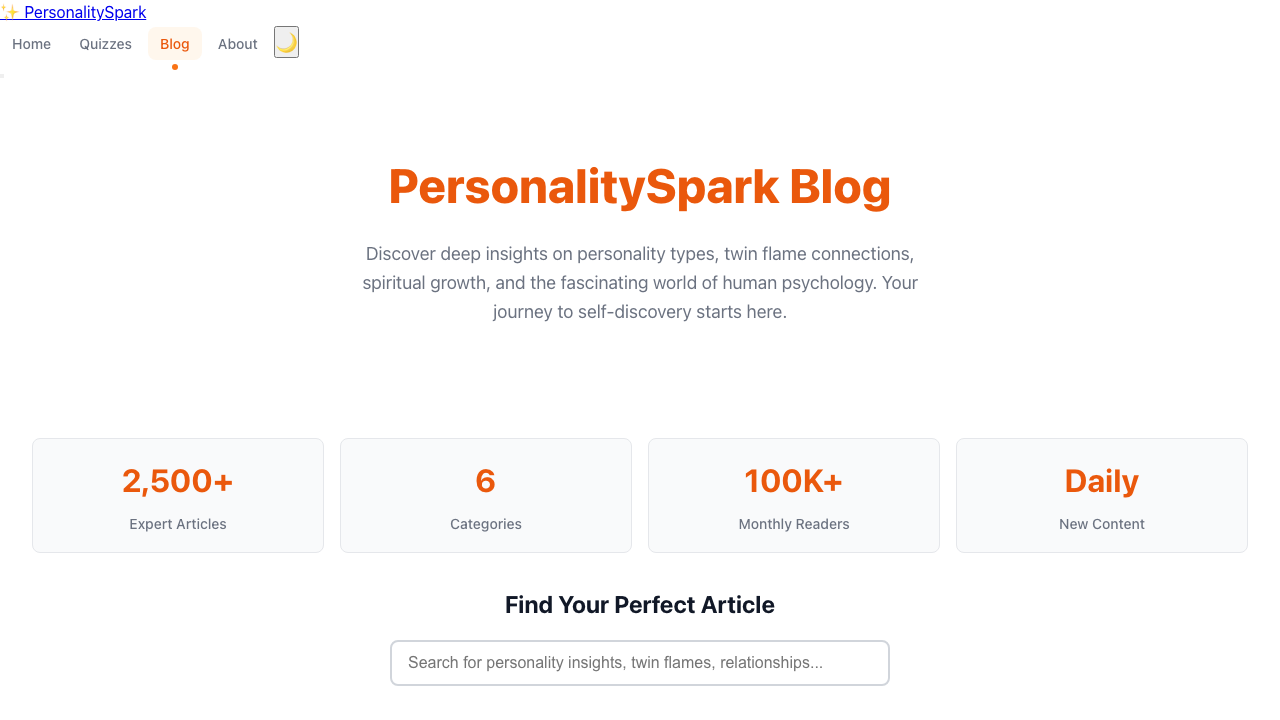 ✨ PersonalitySpark
Home Quizzes Blog About 🌙
PersonalitySpark Blog
Discover deep insights on personality types, twin flame connections,
spiritual growth, and the fascinating world of human psychology. Your
journey to self-discovery starts here.
2,500+ 6 100K+ Daily
Expert Articles Categories Monthly Readers New Content
Find Your Perfect Article
Search for personality insights, twin flames, relationships...